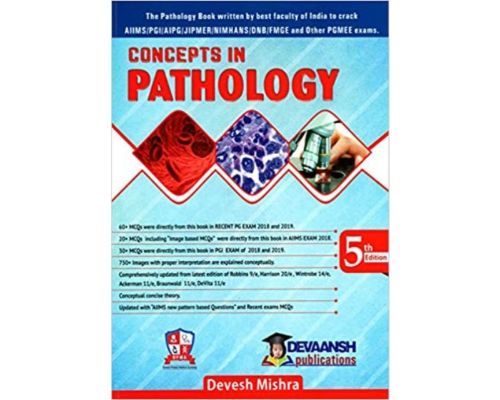 The Pathology Book written by best faculty of India to crack
AIIMS/PGI/AIPG/JIPMER/NIMHANS/DNB/FMGE and Other PGMEE exams.
CONCEPTS IN
PATHOLOGY
60+ MCQs were directly from this book in RECENT PG EXAM 2018 and 2019.
20+ MCQs including "Image based MCQs" were directly from this book in AIIMS EXAM 2018.
30+ MCQs were directly from this book in PGI EXAM of 2018 and 2019.
750+ Images with proper interpretation are explained conceptually.
Comprehensively updated from latest edition of Robbins 9/e, Harrison 20/e, Wintrobe 14/e,
Ackerman 11/e, Braunwald 11/e, DeVita 11/e
Conceptual concise theory.
Updated with "AIIMS new pattern based Questions" and Recent exams MCQs
5th
Edition
DEVAANSH
publications
Devesh Mishra